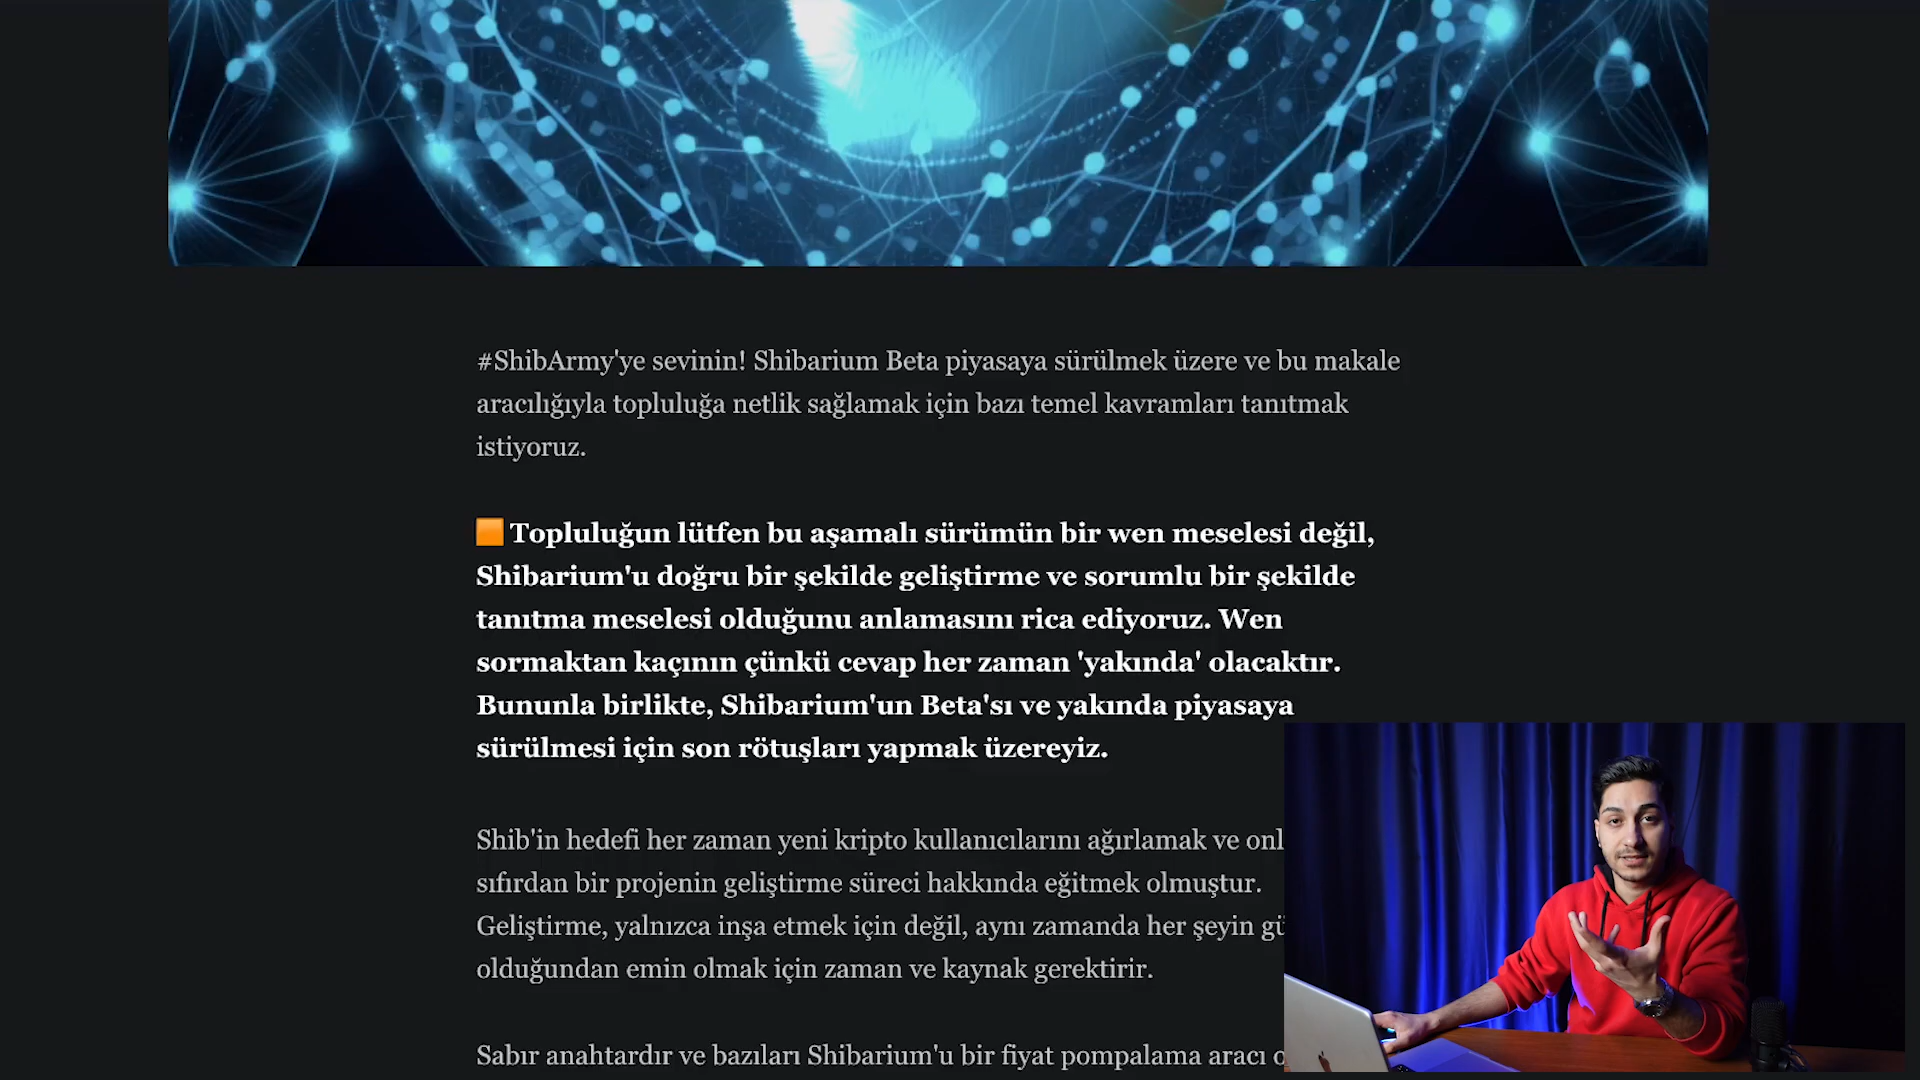 #ShibArmy'ye sevinin! Shibarium Beta piyasaya sürülmek üzere ve bu makale
aracılığıyla topluluğa netlik sağlamak için bazı temel kavramları tanıtmak
istiyoruz.
🟧 Topluluğun lütfen bu aşamalı sürümün bir wen meselesi değil,
Shibarium'u doğru bir şekilde geliştirme ve sorumlu bir şekilde
tanıtma meselesi olduğunu anlamasını rica ediyoruz. Wen
sormaktan kaçının çünkü cevap her zaman 'yakında' olacaktır.
Bununla birlikte, Shibarium'un Beta'sı ve yakında piyasaya
sürülmesi için son rötuşları yapmak üzereyiz.
Shib'in hedefi her zaman yeni kripto kullanıcılarını ağırlamak ve
sıfırdan bir projenin geliştirme süreci hakkında eğitmek olmuştur.
Geliştirme, yalnızca inşa etmek için değil, aynı zamanda her şeyin
olduğundan emin olmak için zaman ve kaynak gerektirir.
Sabır anahtardır ve bazıları Shibarium'u bir fiyat pompalama aracı